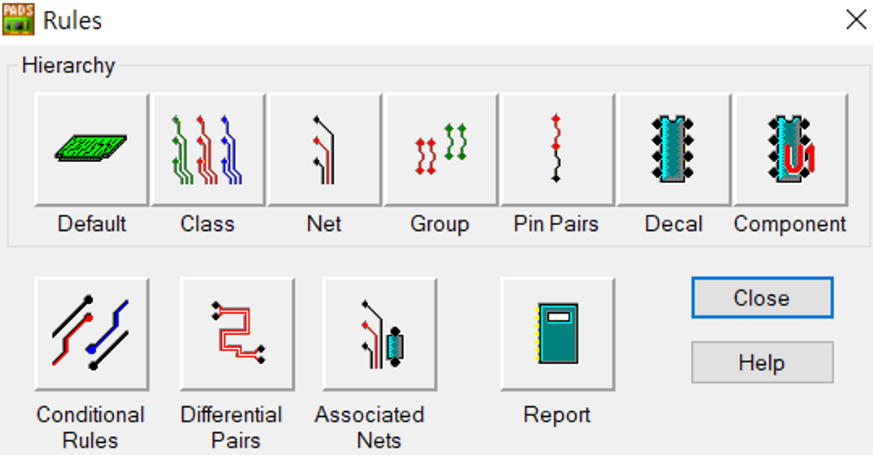 PADS
Rules
Hierarchy
Default Class Net Group Pin Pairs Decal Component
U1
Close
Help
Conditional Rules
Differential Pairs
Associated Nets
Report